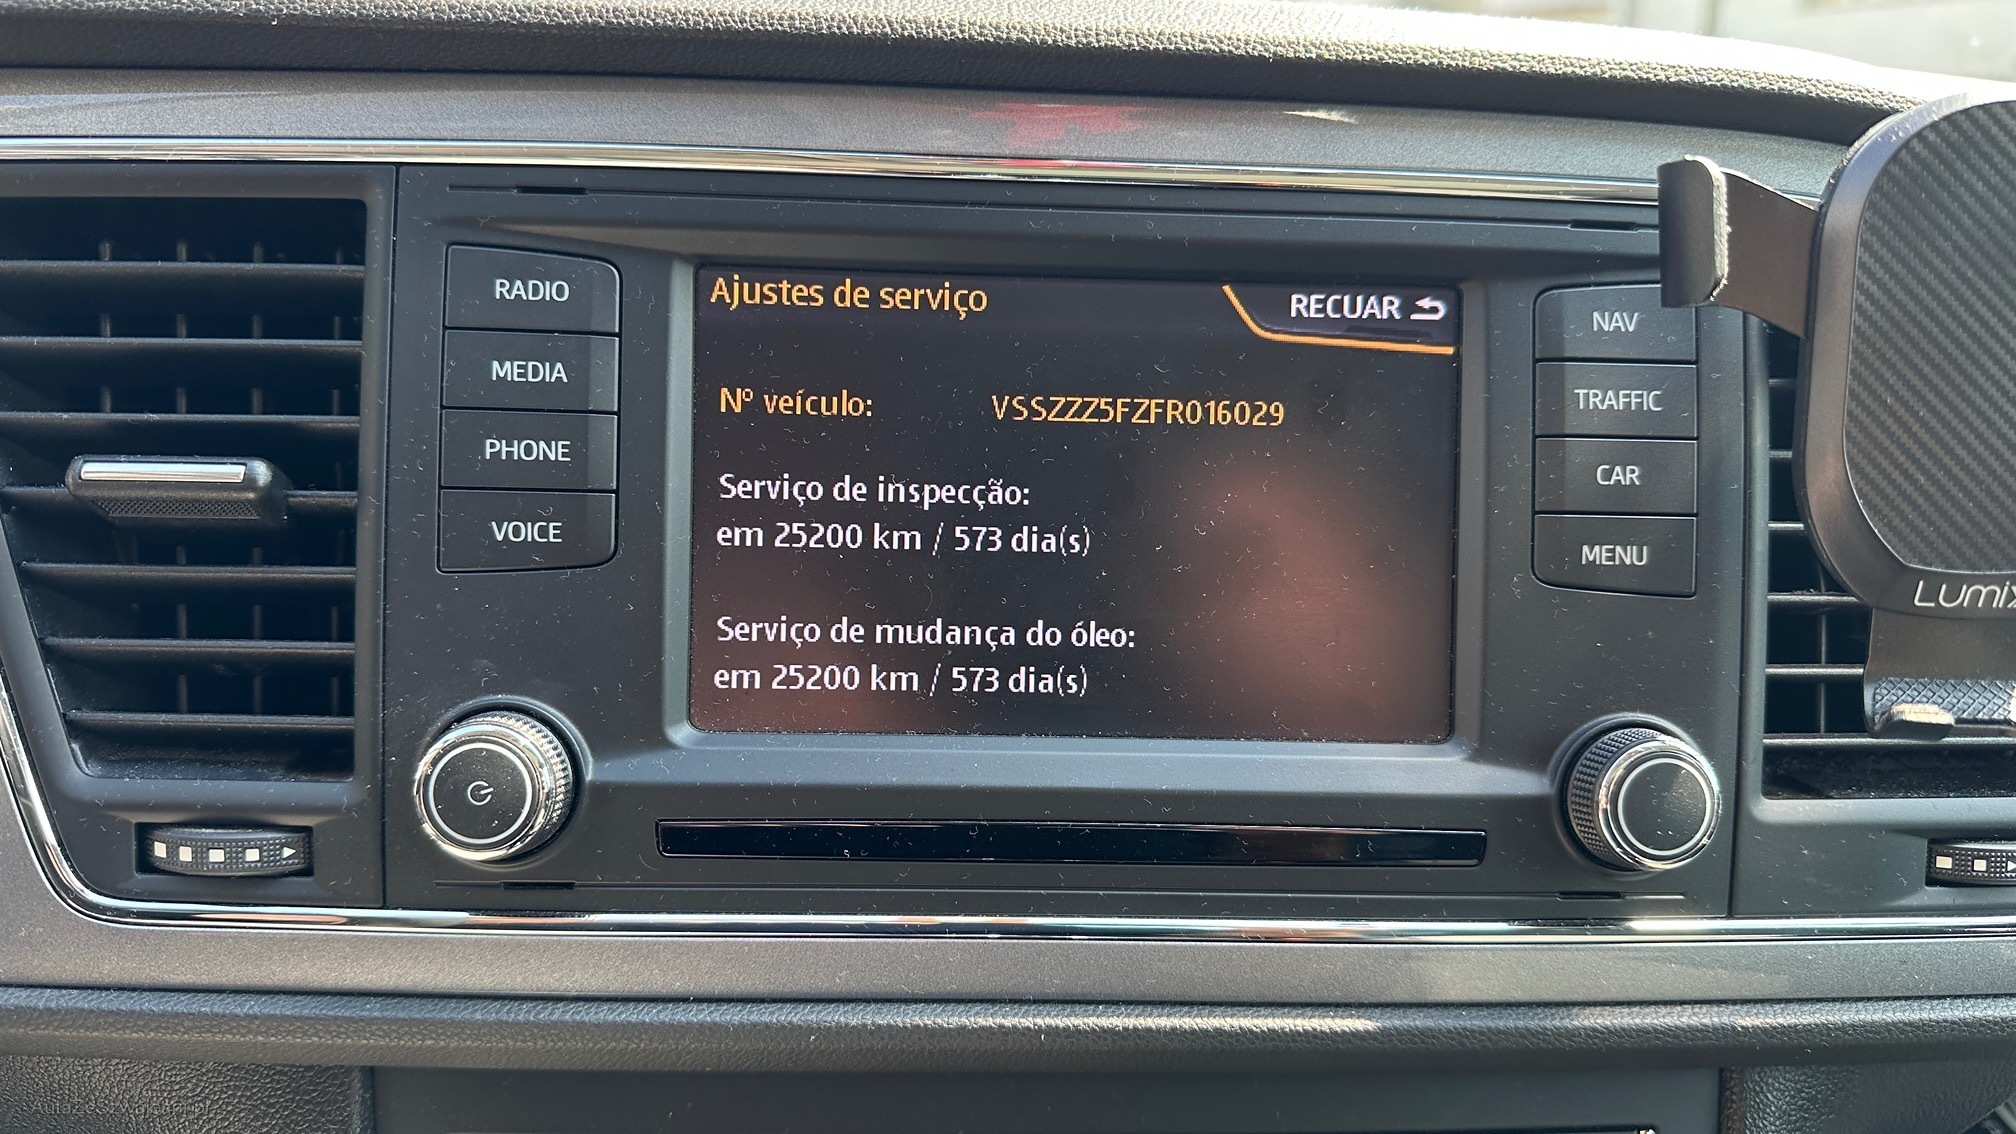 RADIO
MEDIA
PHONE
VOICE
Ajustes de serviço
RECUAR
Nº veículo: VSSZZZ5FZFR016029
Serviço de inspecção:
em 25200 km / 573 dia(s)
Serviço de mudança do óleo:
em 25200 km / 573 dia(s)
NAV
TRAFFIC
CAR
MENU